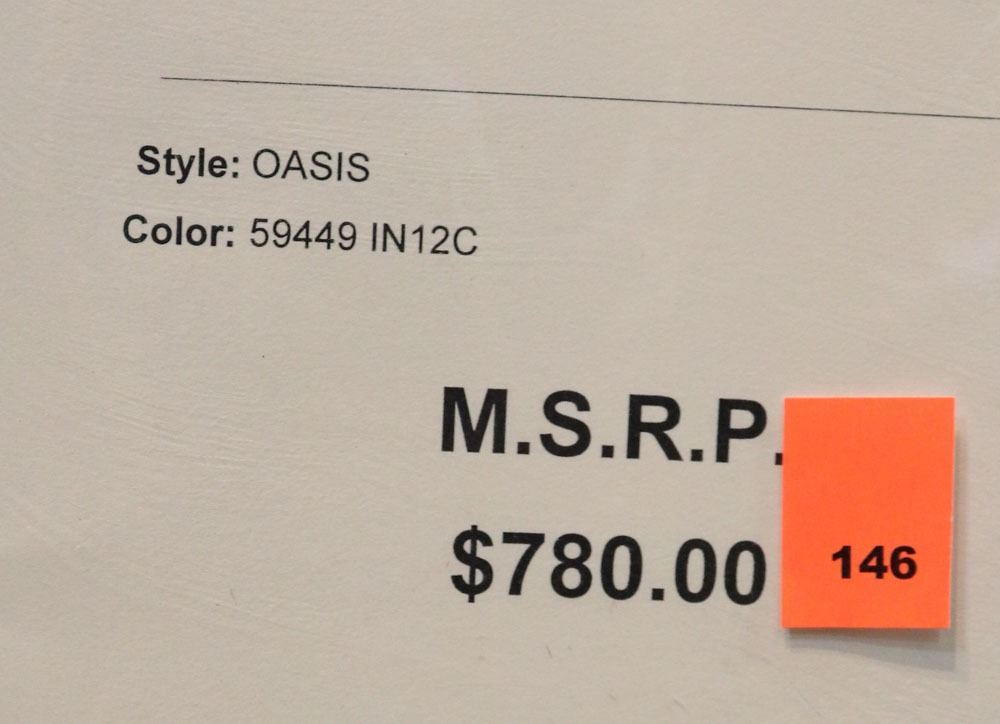 Style: OASIS
Color: 59449 IN12C
M.S.R.P.
$780.00
146